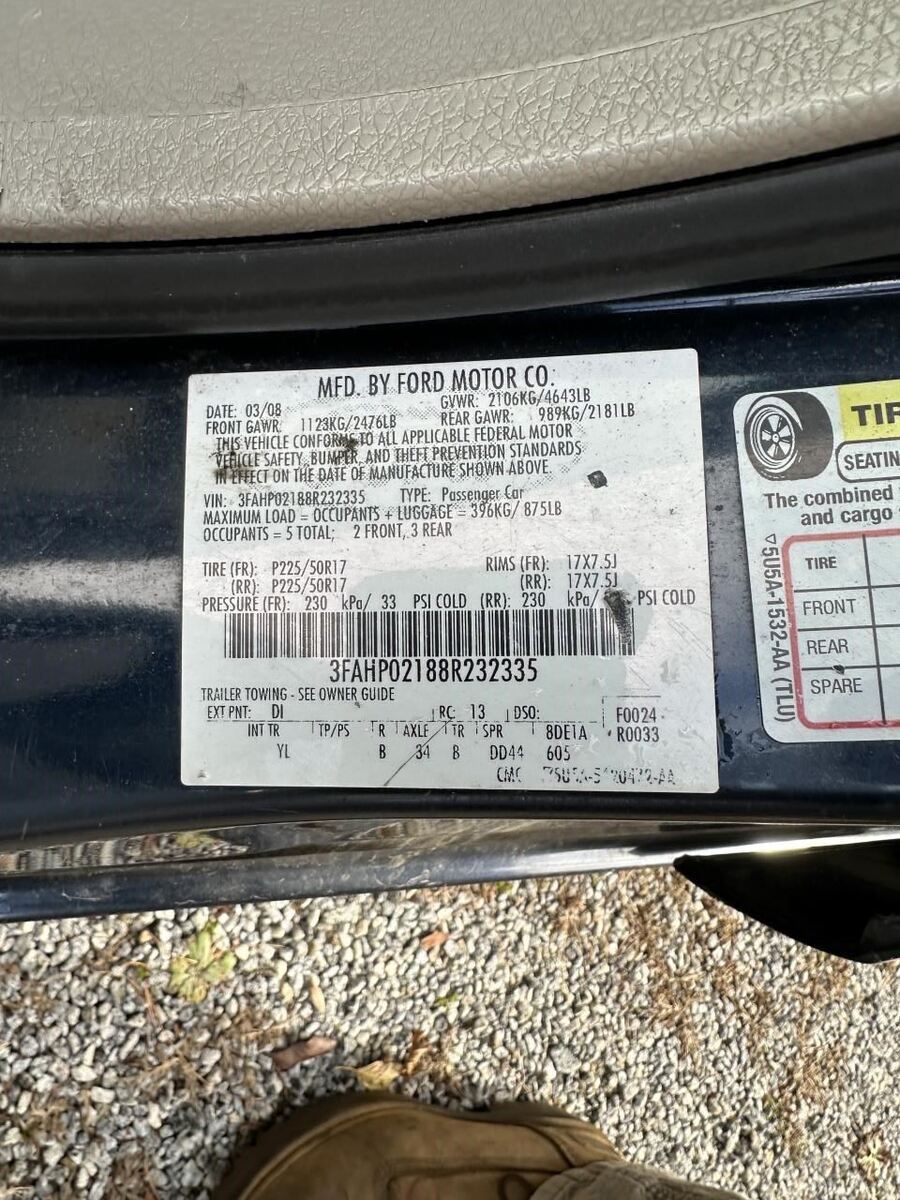 MFD. BY FORD MOTOR CO.
DATE: 03/08 GVWR: 2106KG/4643LB
FRONT GAWR: 1123KG/2476LB REAR GAWR: 989KG/2181LB
THIS VEHICLE CONFORMS TO ALL APPLICABLE FEDERAL MOTOR
VEHICLE SAFETY, BUMPER, AND THEFT PREVENTION STANDARDS
IN EFFECT ON THE DATE OF MANUFACTURE SHOWN ABOVE.
VIN: 3FAHP02188R232335 TYPE: Passenger Car
MAXIMUM LOAD = OCCUPANTS + LUGGAGE = 396KG/ 875LB
OCCUPANTS = 5 TOTAL; 2 FRONT, 3 REAR
TIRE (FR): P225/50R17 RIMS (FR): 17X7.5J
(RR): P225/50R17 (RR): 17X7.5J
PRESSURE (FR): 230 kPa/ 33 PSI COLD (RR): 230 kPa/ PSI COLD
3FAHP02188R232335
TRAILER TOWING - SEE OWNER GUIDE
EXT PNT: DI RC: 13 DSO: F0024
INT TR TP/PS R AXLE TR SPR 8DE1A R0033
YL B 34 B DD44 605
CMC
TIR
SEATIN
The combined
and cargo
TIRE
FRONT
REAR
SPARE
5U5A-1532-AA (TLU)